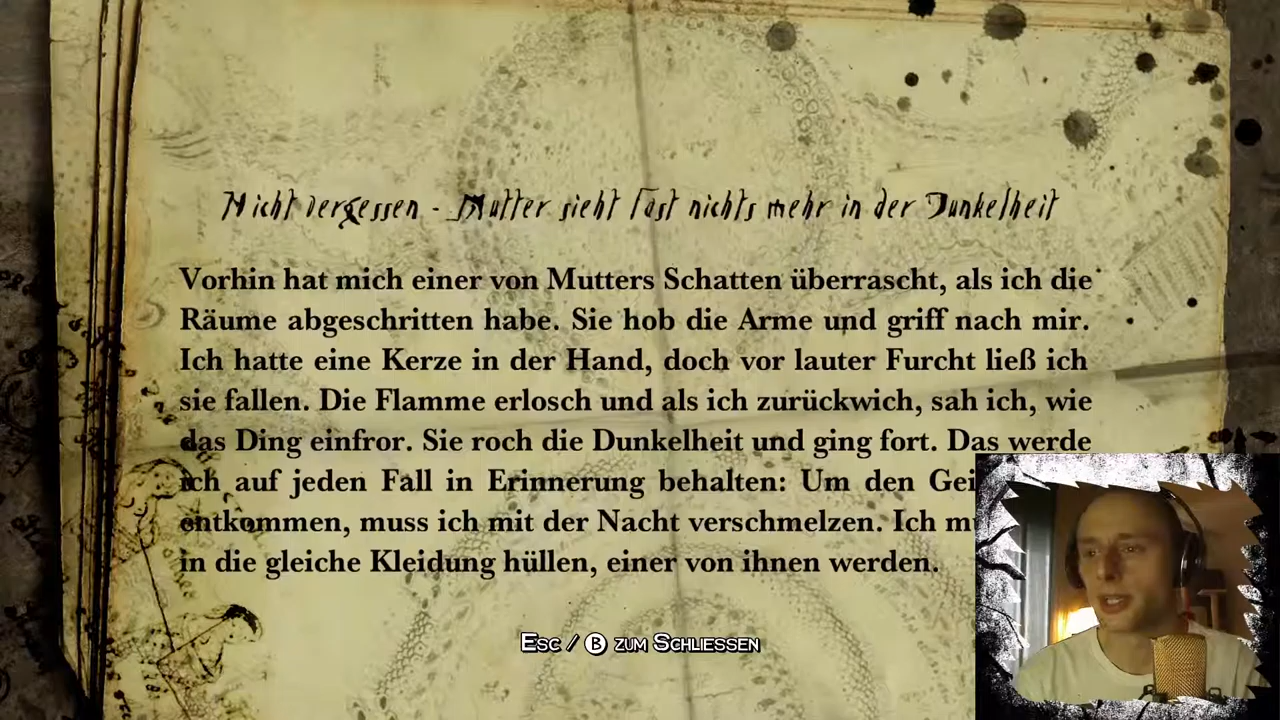 Nicht vergessen - Mutter sieht fast nichts mehr in der Dunkelheit
Vorhin hat mich einer von Mutters Schatten überrascht, als ich die
Räume abgeschritten habe. Sie hob die Arme und griff nach mir.
Ich hatte eine Kerze in der Hand, doch vor lauter Furcht ließ ich
sie fallen. Die Flamme erlosch und als ich zurückwich, sah ich, wie
das Ding einfror. Sie roch die Dunkelheit und ging fort. Das werde
ich auf jeden Fall in Erinnerung behalten: Um den
entkommen, muss ich mit der Nacht verschmelzen. Ich
in die gleiche Kleidung hüllen, einer von ihnen werden.
Esc / B zum Schliessen